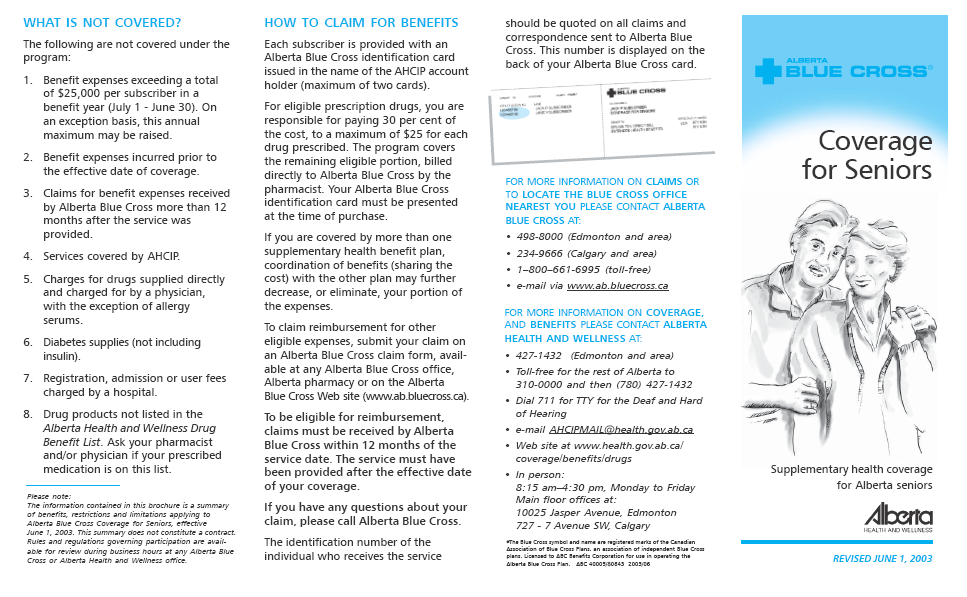 WHAT IS NOT COVERED?
The following are not covered under the
program:
1. Benefit expenses exceeding a total
of $25,000 per subscriber in a
benefit year (July 1 - June 30). On
an exception basis, this annual
maximum may be raised.
2. Benefit expenses incurred prior to
the effective date of coverage.
3. Claims for benefit expenses received
by Alberta Blue Cross more than 12
months after the service was
provided.
4. Services covered by AHCIP.
5. Charges for drugs supplied directly
and charged for by a physician,
with the exception of allergy
serums.
6. Diabetes supplies (not including
insulin).
7. Registration, admission or user fees
charged by a hospital.
8. Drug products not listed in the
Alberta Health and Wellness Drug
Benefit List. Ask your pharmacist
and/or physician if your prescribed
medication is on this list.
Please note:
The information contained in this brochure is a summary
of benefits, restrictions and limitations applying to
Alberta Blue Cross Coverage for Seniors, effective
June 1, 2003. This summary does not constitute a contract.
Rules and regulations governing participation are avail-
able for review during business hours at any Alberta Blue
Cross or Alberta Health and Wellness office.
HOW TO CLAIM FOR BENEFITS
Each subscriber is provided with an
Alberta Blue Cross identification card
issued in the name of the AHCIP account
holder (maximum of two cards).
For eligible prescription drugs, you are
responsible for paying 30 per cent of
the cost, to a maximum of $25 for each
drug prescribed. The program covers
the remaining eligible portion, billed
directly to Alberta Blue Cross by the
pharmacist. Your Alberta Blue Cross
identification card must be presented
at the time of purchase.
If you are covered by more than one
supplementary health benefit plan,
coordination of benefits (sharing the
cost) with the other plan may further
decrease, or eliminate, your portion of
the expenses.
To claim reimbursement for other
eligible expenses, submit your claim on
an Alberta Blue Cross claim form, avail-
able at any Alberta Blue Cross office,
Alberta pharmacy or on the Alberta
Blue Cross Web site (www.ab.bluecross.ca).
To be eligible for reimbursement,
claims must be received by Alberta
Blue Cross within 12 months of the
service date. The service must have
been provided after the effective date
of your coverage.
If you have any questions about your
claim, please call Alberta Blue Cross.
The identification number of the
individual who receives the service
should be quoted on all claims and
correspondence sent to Alberta Blue
Cross. This number is displayed on the
back of your Alberta Blue Cross card.
BLUE CROSS
FOR MORE INFORMATION ON CLAIMS OR
TO LOCATE THE BLUE CROSS OFFICE
NEAREST YOU PLEASE CONTACT ALBERTA
BLUE CROSS AT:
• 498-8000 (Edmonton and area)
• 234-9666 (Calgary and area)
• 1–800–661-6995 (toll-free)
• e-mail via www.ab.bluecross.ca
FOR MORE INFORMATION ON COVERAGE,
AND BENEFITS PLEASE CONTACT ALBERTA
HEALTH AND WELLNESS AT:
• 427-1432 (Edmonton and area)
• Toll-free for the rest of Alberta to
310-0000 and then (780) 427-1432
• Dial 711 for TTY for the Deaf and Hard
of Hearing
• e-mail AHCIPMAIL@health.gov.ab.ca
• Web site at www.health.gov.ab.ca/
coverage/benefits/drugs
• In person:
8:15 am–4:30 pm, Monday to Friday
Main floor offices at:
10025 Jasper Avenue, Edmonton
727 - 7 Avenue SW, Calgary
®The Blue Cross symbol and name are registered marks of the Canadian
Association of Blue Cross Plans, an association of independent Blue Cross
plans. Licensed to ABC Benefits Corporation for use in operating the
Alberta Blue Cross Plan. ABC 40005/80643 2003/06
ALBERTA
BLUE CROSS®
Coverage
for Seniors
Supplementary health coverage
for Alberta seniors
Alberta
HEALTH AND WELLNESS
REVISED JUNE 1, 2003